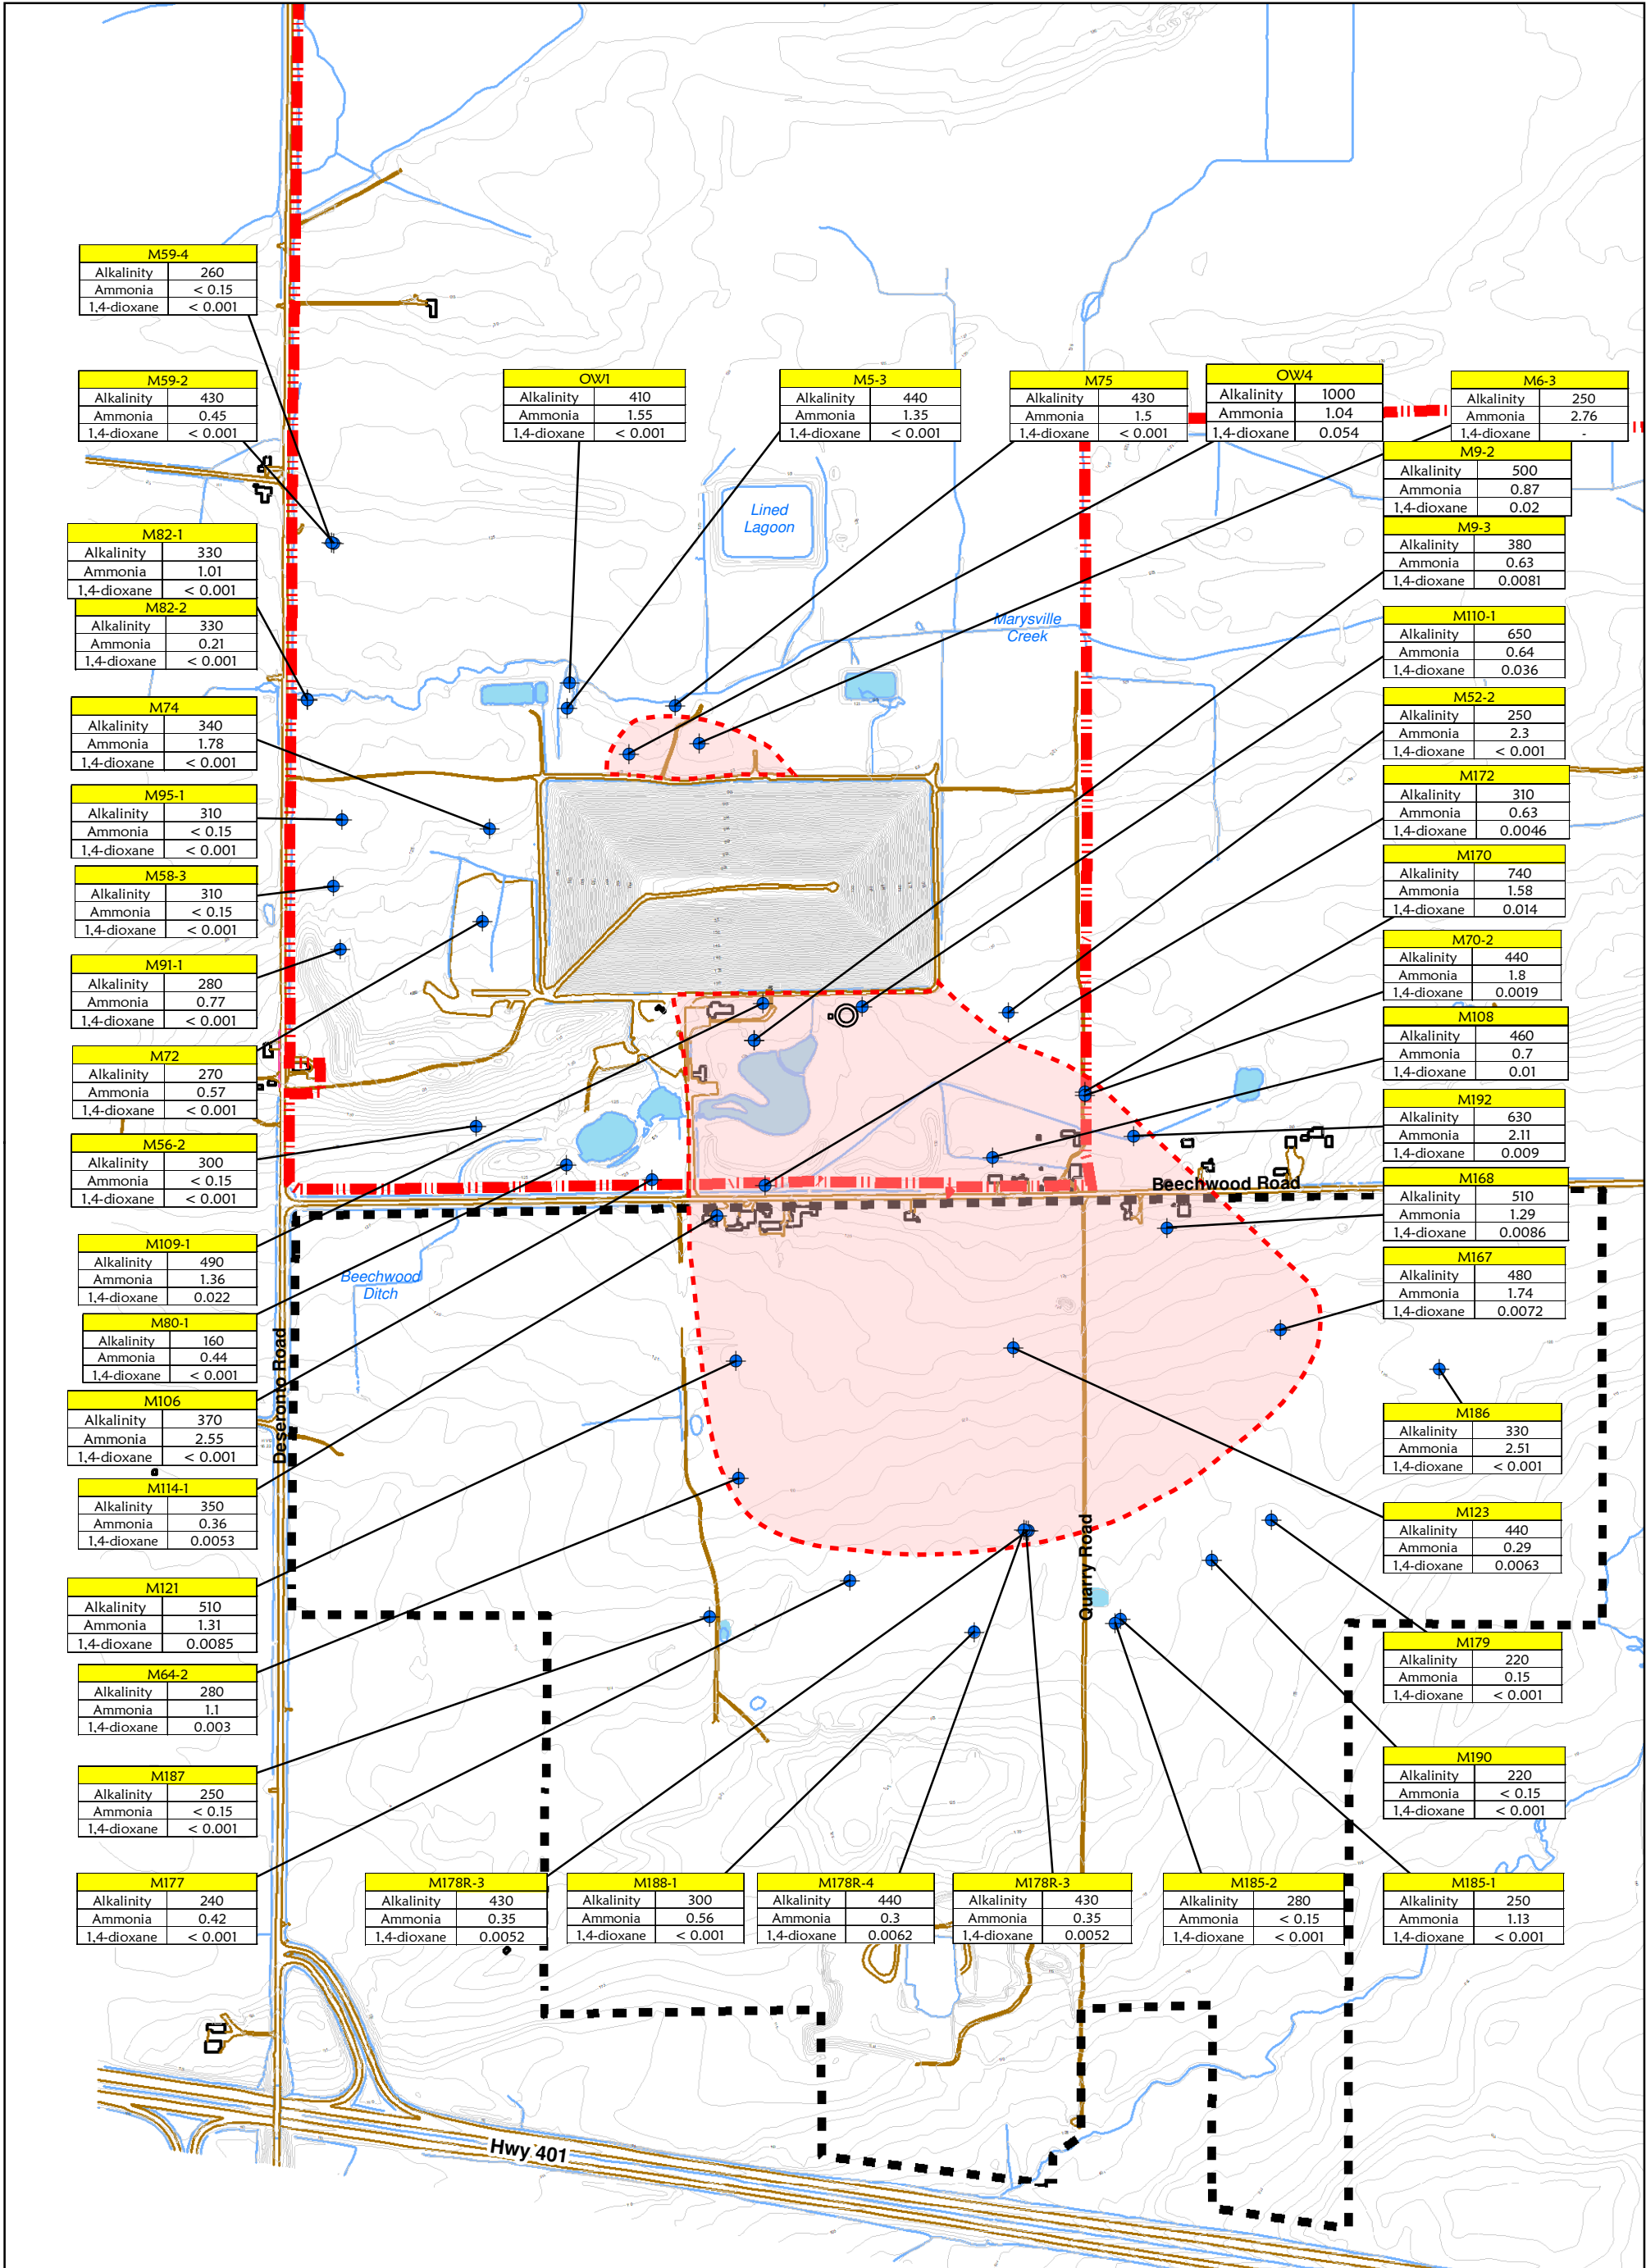 M59-4
Alkalinity 260
Ammonia < 0.15
1,4-dioxane < 0.001
M59-2
Alkalinity 430
Ammonia 0.45
1,4-dioxane < 0.001
OW1
Alkalinity 410
Ammonia 1.55
1,4-dioxane < 0.001
M5-3
Alkalinity 440
Ammonia 1.35
1,4-dioxane < 0.001
M75
Alkalinity 430
Ammonia 1.5
1,4-dioxane < 0.001
OW4
Alkalinity 1000
Ammonia 1.04
1,4-dioxane 0.054
M6-3
Alkalinity 250
Ammonia 2.76
1,4-dioxane -
M9-2
Alkalinity 500
Ammonia 0.87
1,4-dioxane 0.02
M9-3
Alkalinity 380
Ammonia 0.63
1,4-dioxane 0.0081
Lined
Lagoon
M82-1
Alkalinity 330
Ammonia 1.01
1,4-dioxane < 0.001
M82-2
Alkalinity 330
Ammonia 0.21
1,4-dioxane < 0.001
Marysville
Creek
M110-1
Alkalinity 650
Ammonia 0.64
1,4-dioxane 0.036
M52-2
Alkalinity 250
Ammonia 2.3
1,4-dioxane < 0.001
M74
Alkalinity 340
Ammonia 1.78
1,4-dioxane < 0.001
M172
Alkalinity 310
Ammonia 0.63
1,4-dioxane 0.0046
M95-1
Alkalinity 310
Ammonia < 0.15
1,4-dioxane < 0.001
M170
Alkalinity 740
Ammonia 1.58
1,4-dioxane 0.014
M58-3
Alkalinity 310
Ammonia < 0.15
1,4-dioxane < 0.001
M70-2
Alkalinity 440
Ammonia 1.8
1,4-dioxane 0.0019
M91-1
Alkalinity 280
Ammonia 0.77
1,4-dioxane < 0.001
M108
Alkalinity 460
Ammonia 0.7
1,4-dioxane 0.01
M72
Alkalinity 270
Ammonia 0.57
1,4-dioxane < 0.001
M192
Alkalinity 630
Ammonia 2.11
1,4-dioxane 0.009
M56-2
Alkalinity 300
Ammonia < 0.15
1,4-dioxane < 0.001
Beechwood Road
M168
Alkalinity 510
Ammonia 1.29
1,4-dioxane 0.0086
M109-1
Alkalinity 490
Ammonia 1.36
1,4-dioxane 0.022
Beechwood
Ditch
M167
Alkalinity 480
Ammonia 1.74
1,4-dioxane 0.0072
M80-1
Alkalinity 160
Ammonia 0.44
1,4-dioxane < 0.001
Deseronto Road
M106
Alkalinity 370
Ammonia 2.55
1,4-dioxane < 0.001
M186
Alkalinity 330
Ammonia 2.51
1,4-dioxane < 0.001
M114-1
Alkalinity 350
Ammonia 0.36
1,4-dioxane 0.0053
M123
Alkalinity 440
Ammonia 0.29
1,4-dioxane 0.0063
Quarry Road
M121
Alkalinity 510
Ammonia 1.31
1,4-dioxane 0.0085
M179
Alkalinity 220
Ammonia 0.15
1,4-dioxane < 0.001
M64-2
Alkalinity 280
Ammonia 1.1
1,4-dioxane 0.003
M190
Alkalinity 220
Ammonia < 0.15
1,4-dioxane < 0.001
M187
Alkalinity 250
Ammonia < 0.15
1,4-dioxane < 0.001
M177
Alkalinity 240
Ammonia 0.42
1,4-dioxane < 0.001
M178R-3
Alkalinity 430
Ammonia 0.35
1,4-dioxane 0.0052
M188-1
Alkalinity 300
Ammonia 0.56
1,4-dioxane < 0.001
M178R-4
Alkalinity 440
Ammonia 0.3
1,4-dioxane 0.0062
M178R-3
Alkalinity 430
Ammonia 0.35
1,4-dioxane 0.0052
M185-2
Alkalinity 280
Ammonia < 0.15
1,4-dioxane < 0.001
M185-1
Alkalinity 250
Ammonia 1.13
1,4-dioxane < 0.001
Hwy 401